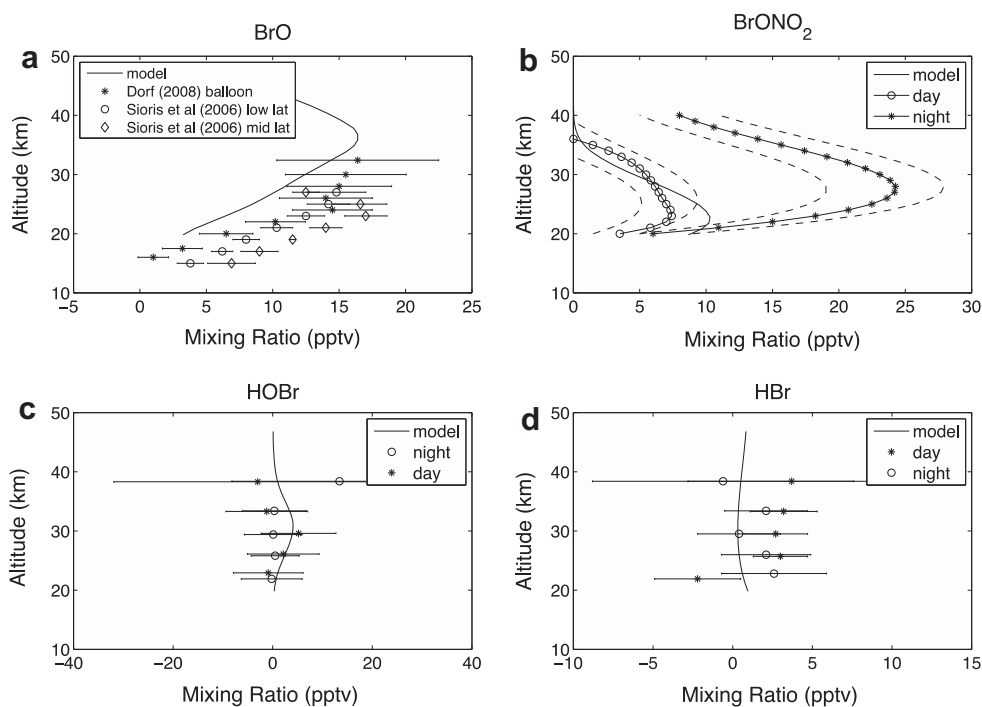 a
BrO
50
40
30
20
10
Altitude (km)
model
Dorf (2008) balloon
Sioris et al (2006) low lat
Sioris et al (2006) mid lat
−5 0 5 10 15 20 25
Mixing Ratio (pptv)
b
BrONO2
50
40
30
20
10
Altitude (km)
model
day
night
0 5 10 15 20 25 30
Mixing Ratio (pptv)
c
HOBr
50
40
30
20
10
Altitude (km)
model
night
day
−40 −20 0 20 40
Mixing Ratio (pptv)
d
HBr
50
40
30
20
10
Altitude (km)
model
day
night
−10 −5 0 5 10 15
Mixing Ratio (pptv)